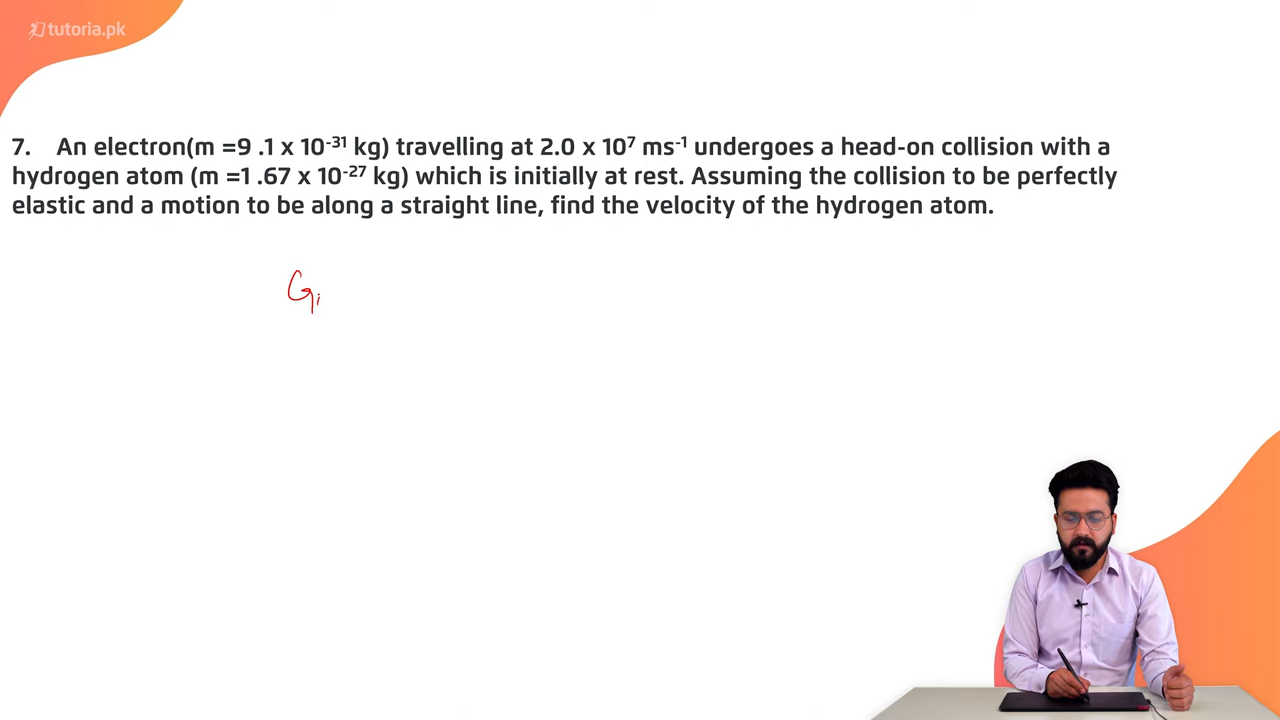 tutoria.pk
7. An electron(m =9 .1 x 10⁻³¹ kg) travelling at 2.0 x 10⁷ ms⁻¹ undergoes a head-on collision with a
hydrogen atom (m =1 .67 x 10⁻²⁷ kg) which is initially at rest. Assuming the collision to be perfectly
elastic and a motion to be along a straight line, find the velocity of the hydrogen atom.
Gi